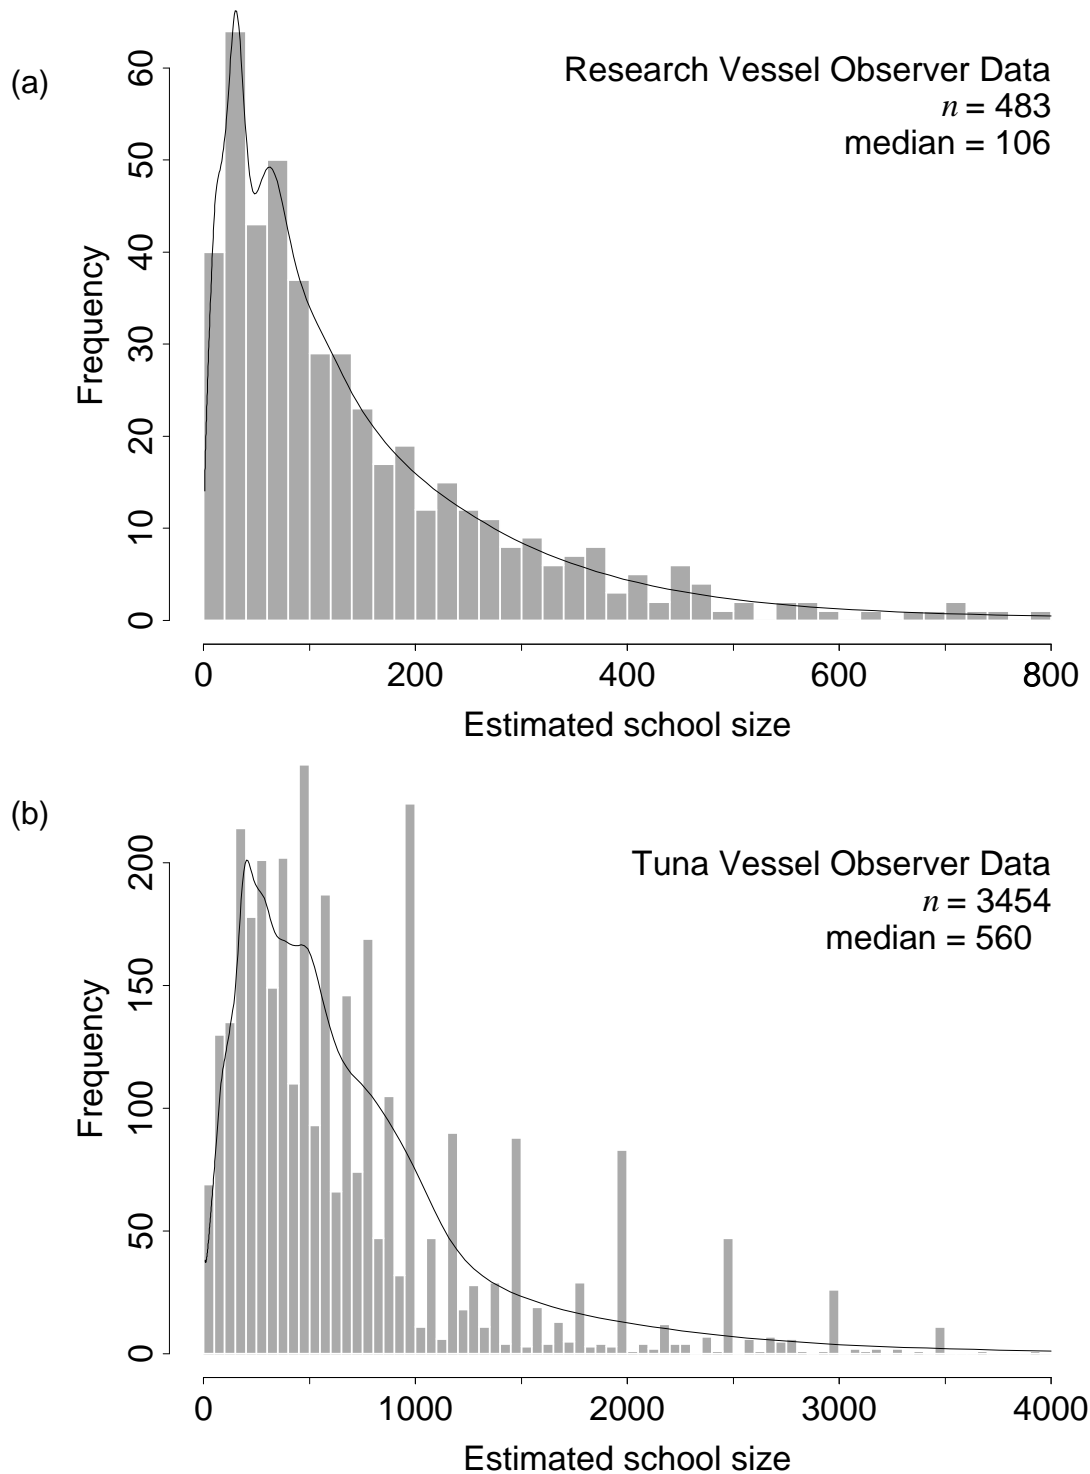 (a)
Research Vessel Observer Data
n = 483
median = 106
Frequency
60
50
40
30
20
10
0
0 200 400 600 800
Estimated school size
(b)
Tuna Vessel Observer Data
n = 3454
median = 560
Frequency
200
150
100
50
0
0 1000 2000 3000 4000
Estimated school size